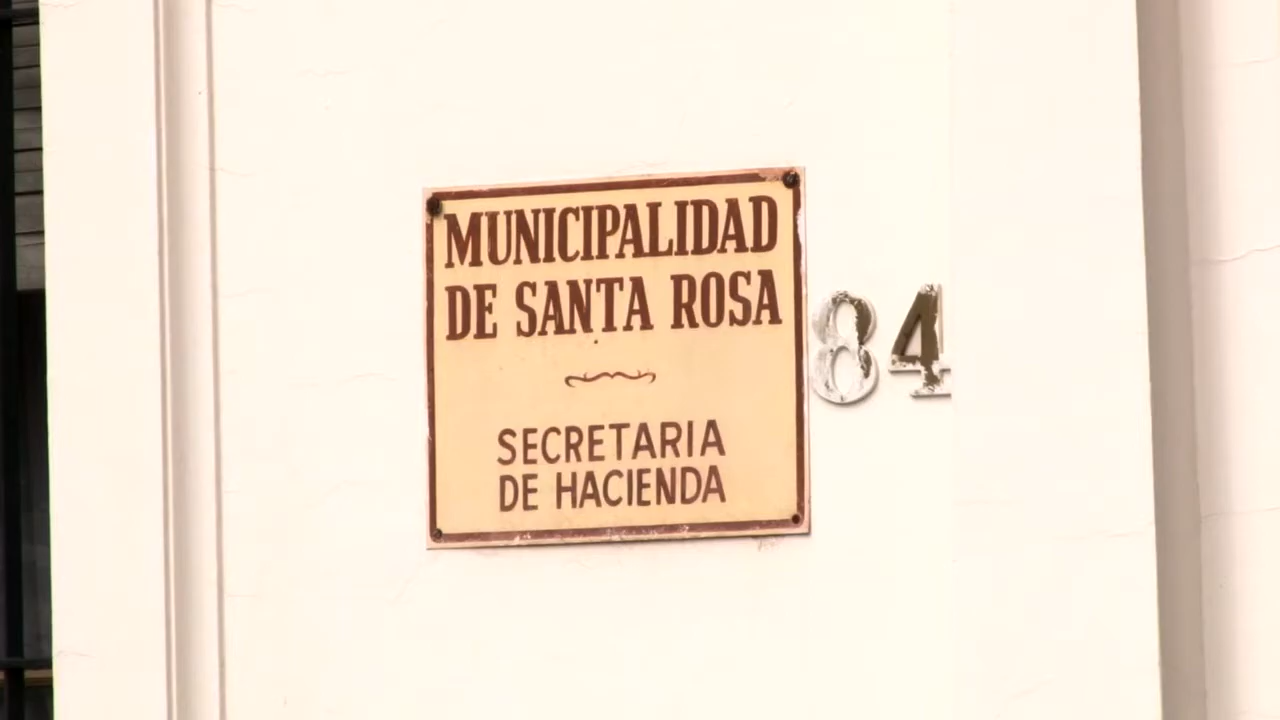 MUNICIPALIDAD
DE SANTA ROSA
SECRETARIA
DE HACIENDA
84